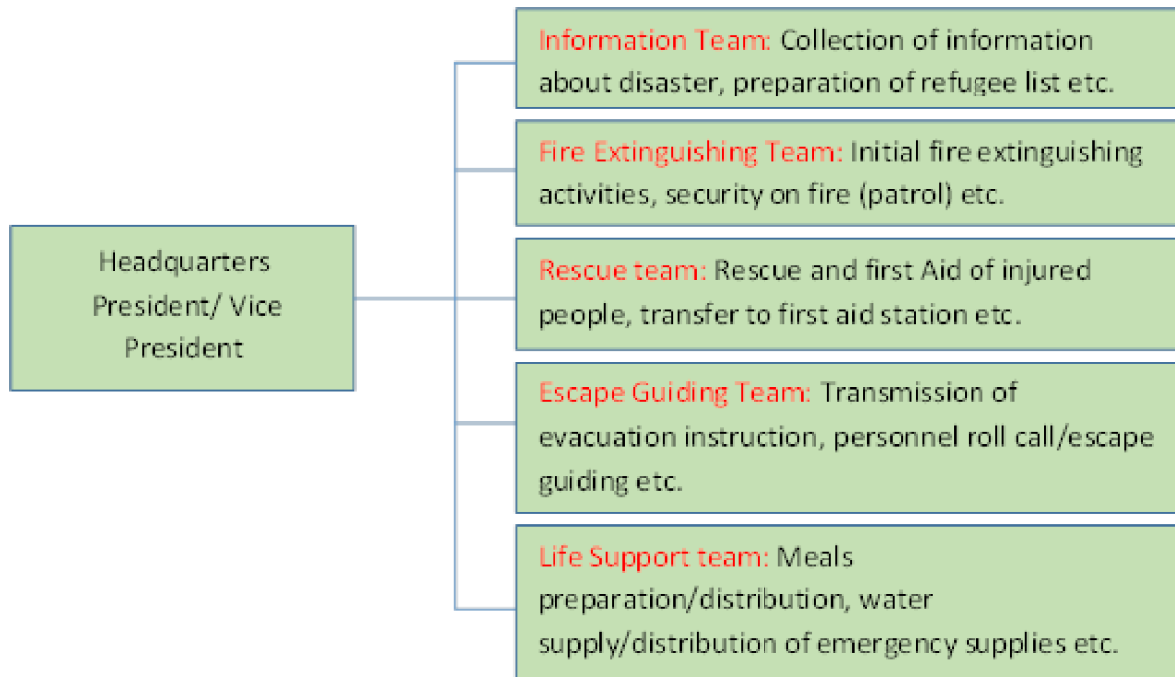 Headquarters
President/ Vice
President
Information Team: Collection of information
about disaster, preparation of refugee list etc.
Fire Extinguishing Team: Initial fire extinguishing
activities, security on fire (patrol) etc.
Rescue team: Rescue and first Aid of injured
people, transfer to first aid station etc.
Escape Guiding Team: Transmission of
evacuation instruction, personnel roll call/escape
guiding etc.
Life Support team: Meals
preparation/distribution, water
supply/distribution of emergency supplies etc.